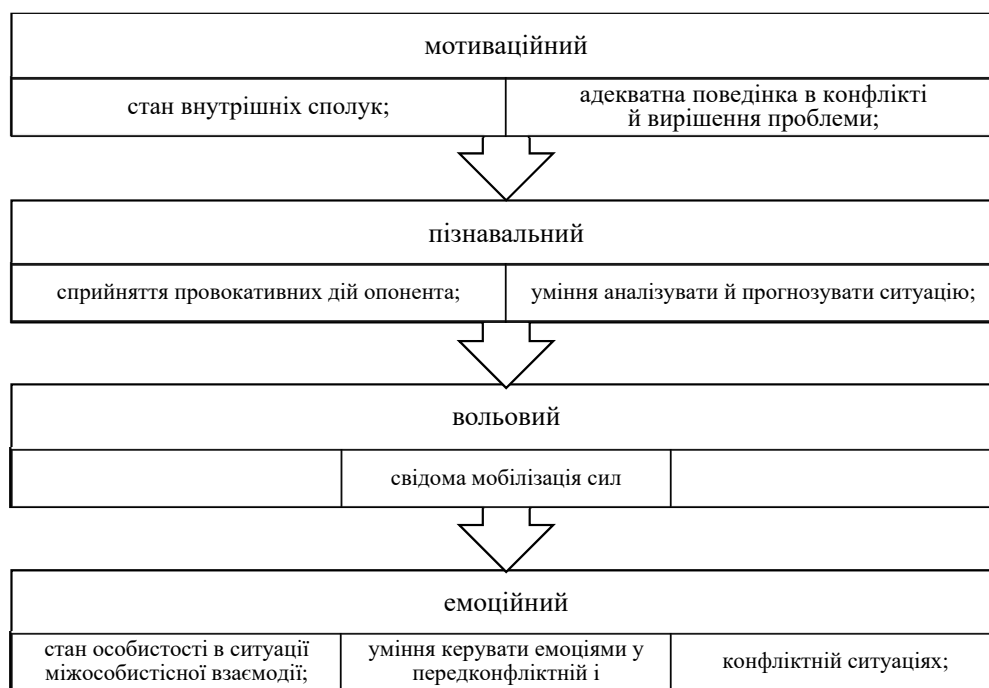 мотиваційний
стан внутрішніх сполук;
адекватна поведінка в конфлікті
й вирішення проблеми;
пізнавальний
сприйняття провокативних дій опонента;
уміння аналізувати й прогнозувати ситуацію;
вольовий
свідома мобілізація сил
емоційний
стан особистості в ситуації
міжособистісної взаємодії;
уміння керувати емоціями у
передконфліктній і
конфліктній ситуаціях;